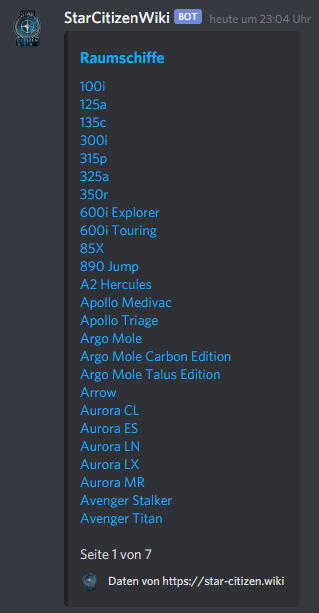 StarCitizenWiki BOT heute um 23:04 Uhr
Raumschiffe
100i
125a
135c
300i
315p
325a
350r
600i Explorer
600i Touring
85X
890 Jump
A2 Hercules
Apollo Medivac
Apollo Triage
Argo Mole
Argo Mole Carbon Edition
Argo Mole Talus Edition
Arrow
Aurora CL
Aurora ES
Aurora LN
Aurora LX
Aurora MR
Avenger Stalker
Avenger Titan
Seite 1 von 7
Daten von https://star-citizen.wiki